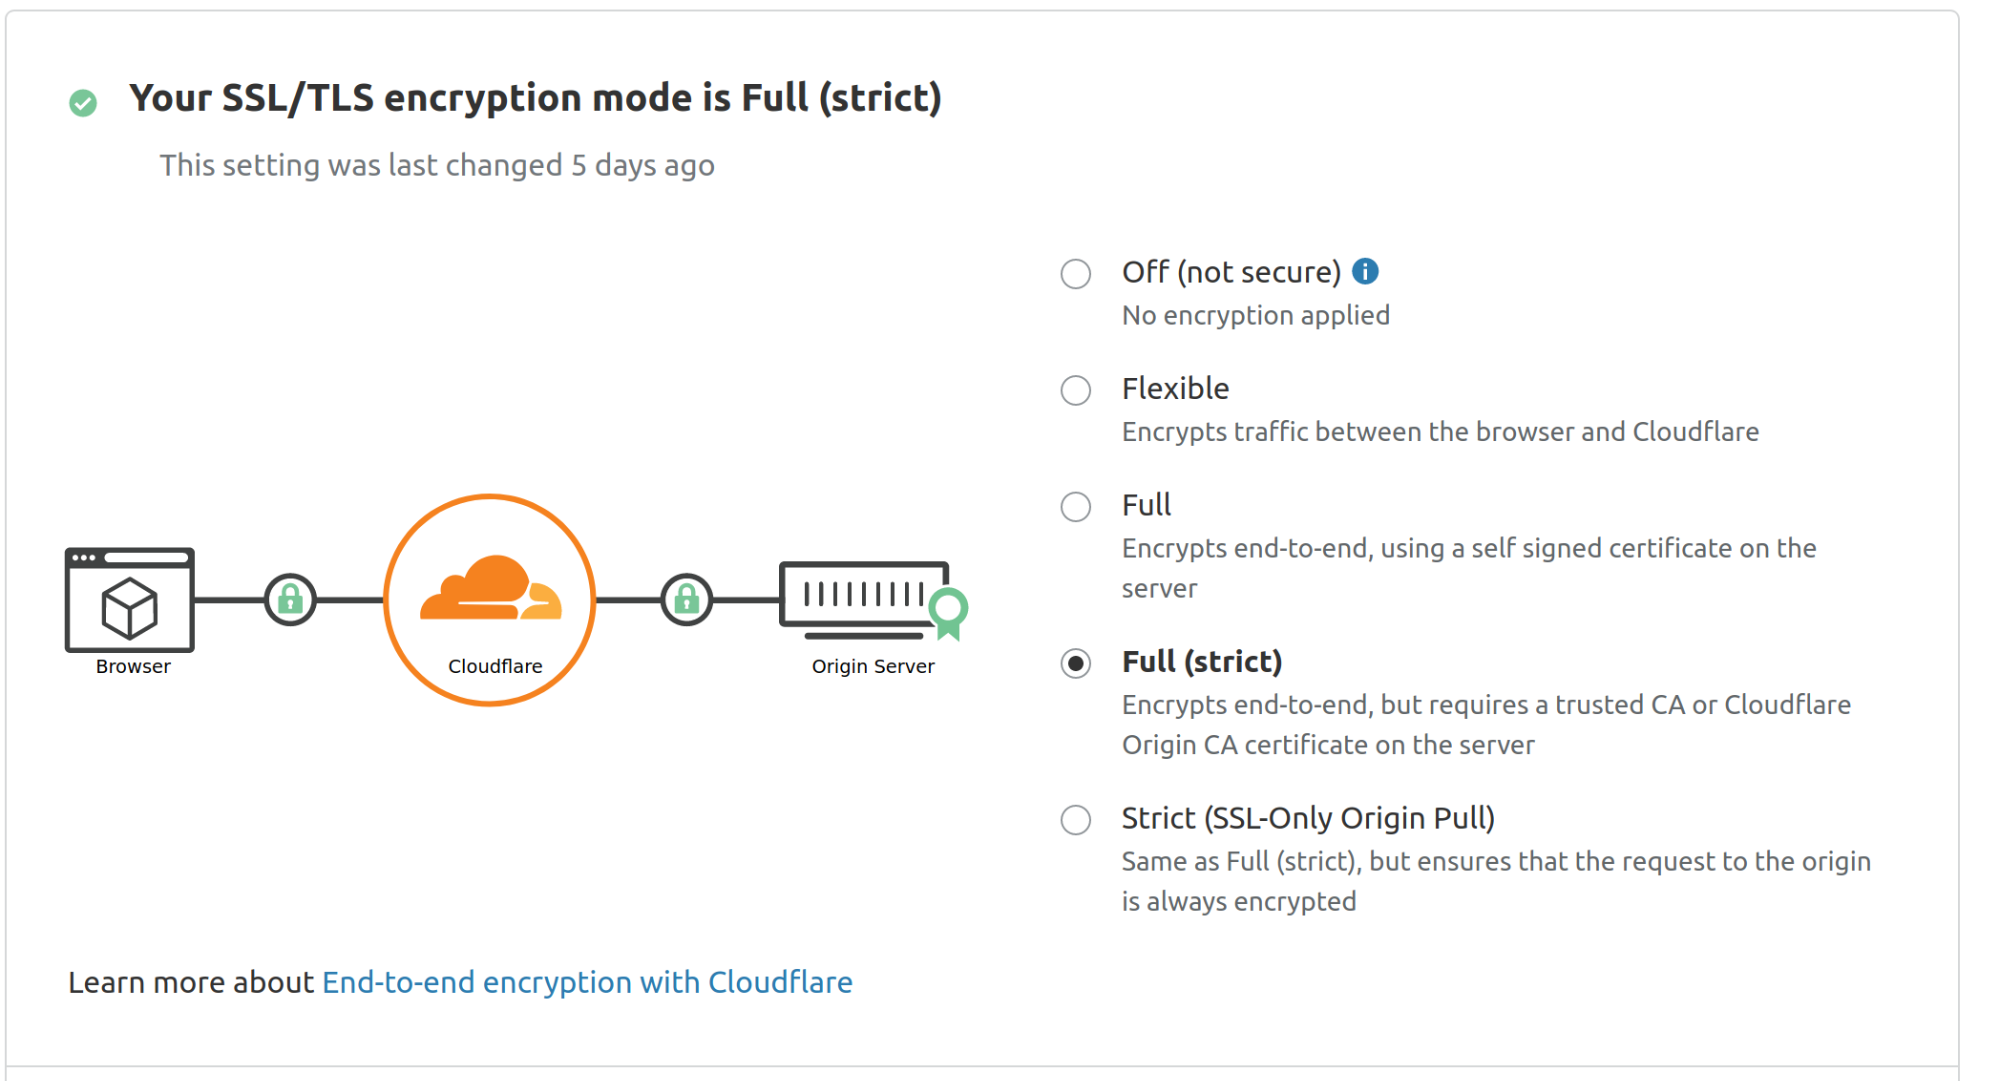 Your SSL/TLS encryption mode is Full (strict)
This setting was last changed 5 days ago
Off (not secure)
No encryption applied
Flexible
Encrypts traffic between the browser and Cloudflare
Full
Encrypts end-to-end, using a self signed certificate on the
server
Full (strict)
Encrypts end-to-end, but requires a trusted CA or Cloudflare
Origin CA certificate on the server
Strict (SSL-Only Origin Pull)
Same as Full (strict), but ensures that the request to the origin
is always encrypted
Browser
Cloudflare
Origin Server
Learn more about End-to-end encryption with Cloudflare